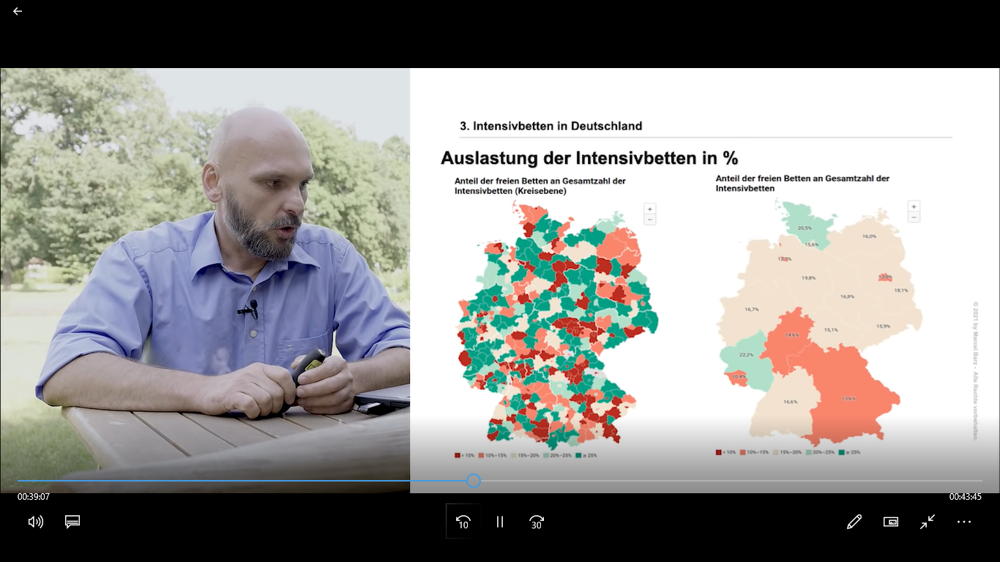 3. Intensivbetten in Deutschland
Auslastung der Intensivbetten in %
Anteil der freien Betten an Gesamtzahl der
Intensivbetten (Kreisebene)
+
−
< 10% 10%–15% 15%–20% 20%–25% ≥ 25%
Anteil der freien Betten an Gesamtzahl der
Intensivbetten
+
−
20,5%
16,0%
15,6%
19,8%
18,1%
16,8%
16,7%
15,9%
15,1%
14,6%
22,2%
10,4%
16,6%
13,6%
< 10% 10%–15% 15%–20% 20%–25% ≥ 25%
© 2021 by Marcel Barz - Alle Rechte vorbehalten.
00:39:07
00:43:45
10
30